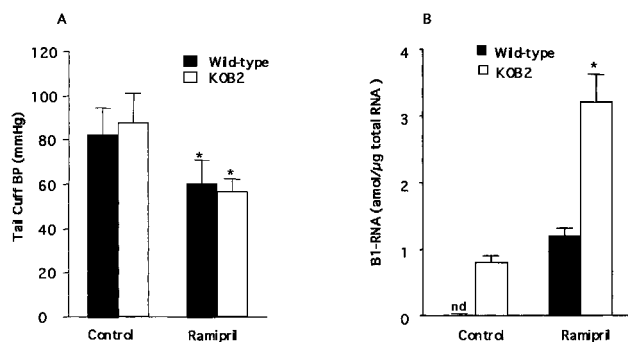 A
Wild-type
KOB2
120
100
80
60
40
20
0
Tail Cuff BP (mmHg)
*
*
Control
Ramipril
B
Wild-type
KOB2
4
3
2
1
0
B1-RNA (amol/µg total RNA)
nd
*
Control
Ramipril